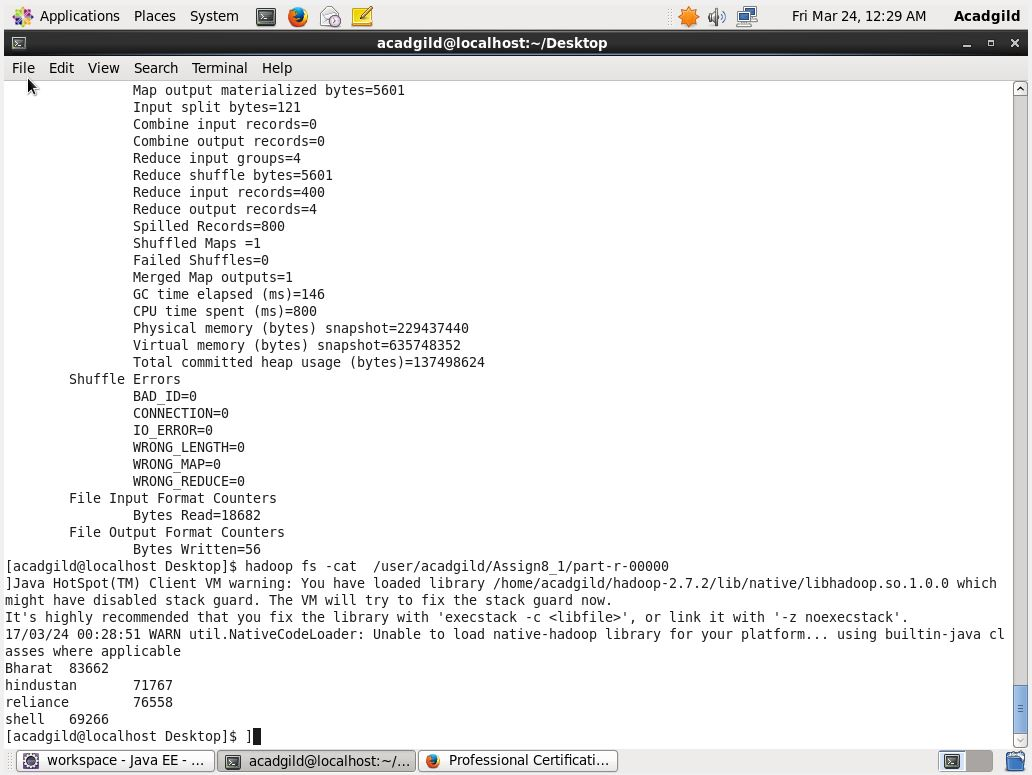 Applications Places System Fri Mar 24, 12:29 AM Acadgild
acadgild@localhost:~/Desktop
File Edit View Search Terminal Help
Map output materialized bytes=5601
Input split bytes=121
Combine input records=0
Combine output records=0
Reduce input groups=4
Reduce shuffle bytes=5601
Reduce input records=400
Reduce output records=4
Spilled Records=800
Shuffled Maps =1
Failed Shuffles=0
Merged Map outputs=1
GC time elapsed (ms)=146
CPU time spent (ms)=800
Physical memory (bytes) snapshot=229437440
Virtual memory (bytes) snapshot=635748352
Total committed heap usage (bytes)=137498624
Shuffle Errors
BAD_ID=0
CONNECTION=0
IO_ERROR=0
WRONG_LENGTH=0
WRONG_MAP=0
WRONG_REDUCE=0
File Input Format Counters
Bytes Read=18682
File Output Format Counters
Bytes Written=56
[acadgild@localhost Desktop]$ hadoop fs -cat  /user/acadgild/Assign8_1/part-r-00000
]Java HotSpot(TM) Client VM warning: You have loaded library /home/acadgild/hadoop-2.7.2/lib/native/libhadoop.so.1.0.0 which
might have disabled stack guard. The VM will try to fix the stack guard now.
It's highly recommended that you fix the library with 'execstack -c <libfile>', or link it with '-z noexecstack'.
17/03/24 00:28:51 WARN util.NativeCodeLoader: Unable to load native-hadoop library for your platform... using builtin-java cl
asses where applicable
Bharat 83662
hindustan 71767
reliance 76558
shell 69266
[acadgild@localhost Desktop]$ ]
workspace - Java EE - ... acadgild@localhost:~/... Professional Certificati...